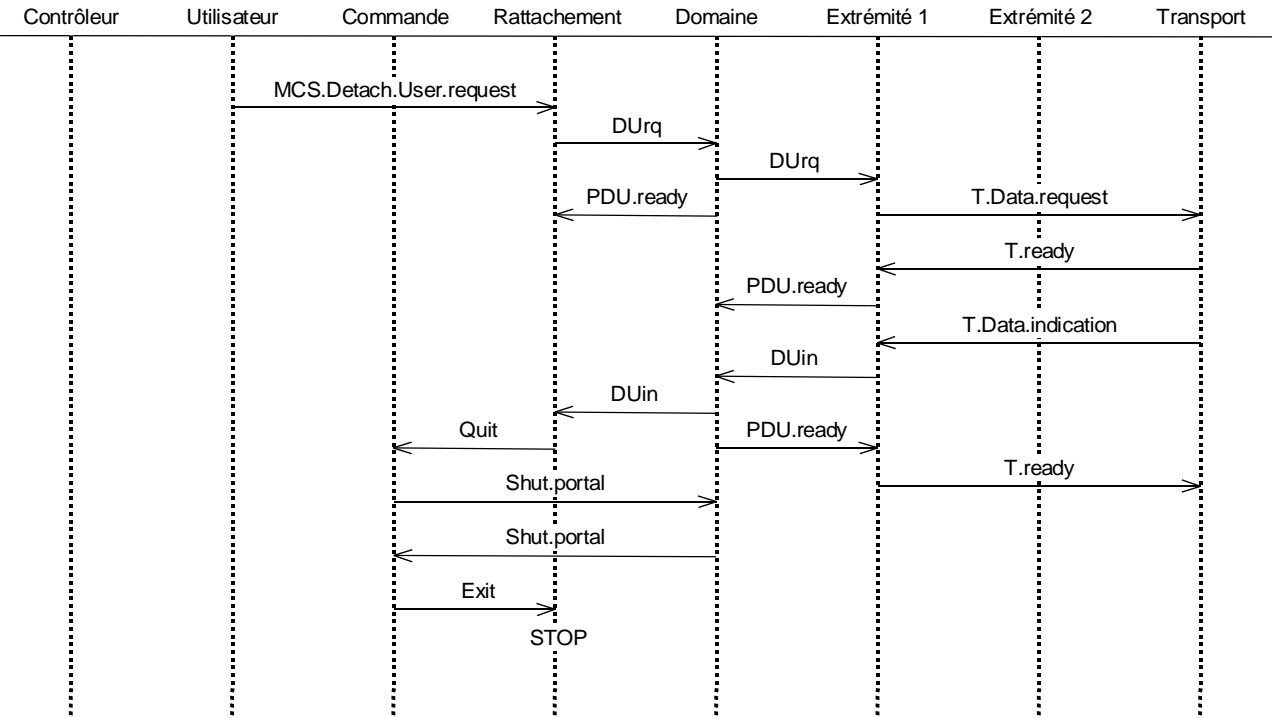 Contrôleur Utilisateur Commande Rattachement Domaine Extrémité 1 Extrémité 2 Transport
MCS.Detach.User.request
DUrq
DUrq
PDU.ready T.Data.request
T.ready
PDU.ready
T.Data.indication
DUin
DUin
Quit PDU.ready
T.ready
Shut.portal
Shut.portal
Exit
STOP